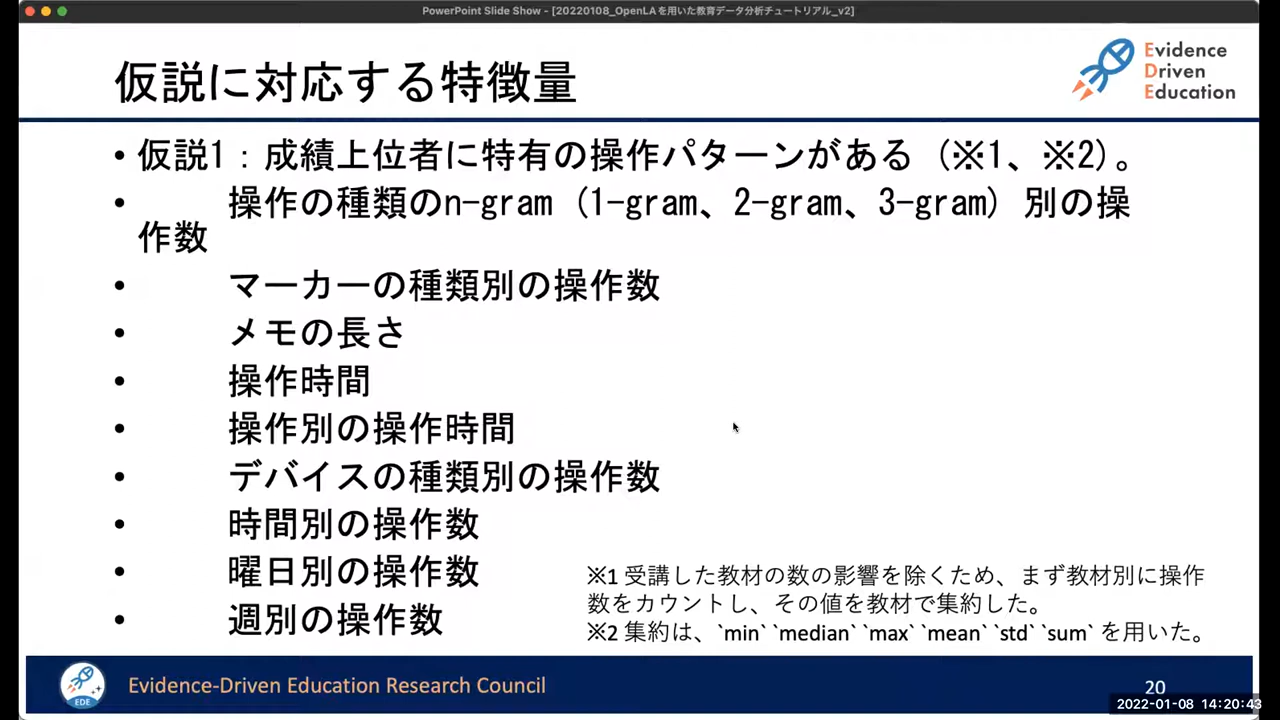 PowerPoint Slide Show - [20220108_OpenLAを用いた教育データ分析チュートリアル_v2]
仮説に対応する特徴量
Evidence
Driven
Education
• 仮説1：成績上位者に特有の操作パターンがある（※1、※2）。
• 操作の種類のn-gram（1-gram、2-gram、3-gram）別の操
作数
• マーカーの種類別の操作数
• メモの長さ
• 操作時間
• 操作別の操作時間
• デバイスの種類別の操作数
• 時間別の操作数
• 曜日別の操作数
• 週別の操作数
※1 受講した教材の数の影響を除くため、まず教材別に操作
数をカウントし、その値を教材で集約した。
※2 集約は、`min` `median` `max` `mean` `std` `sum` を用いた。
EDE
Evidence-Driven Education Research Council
20
2022-01-08 14:20:43